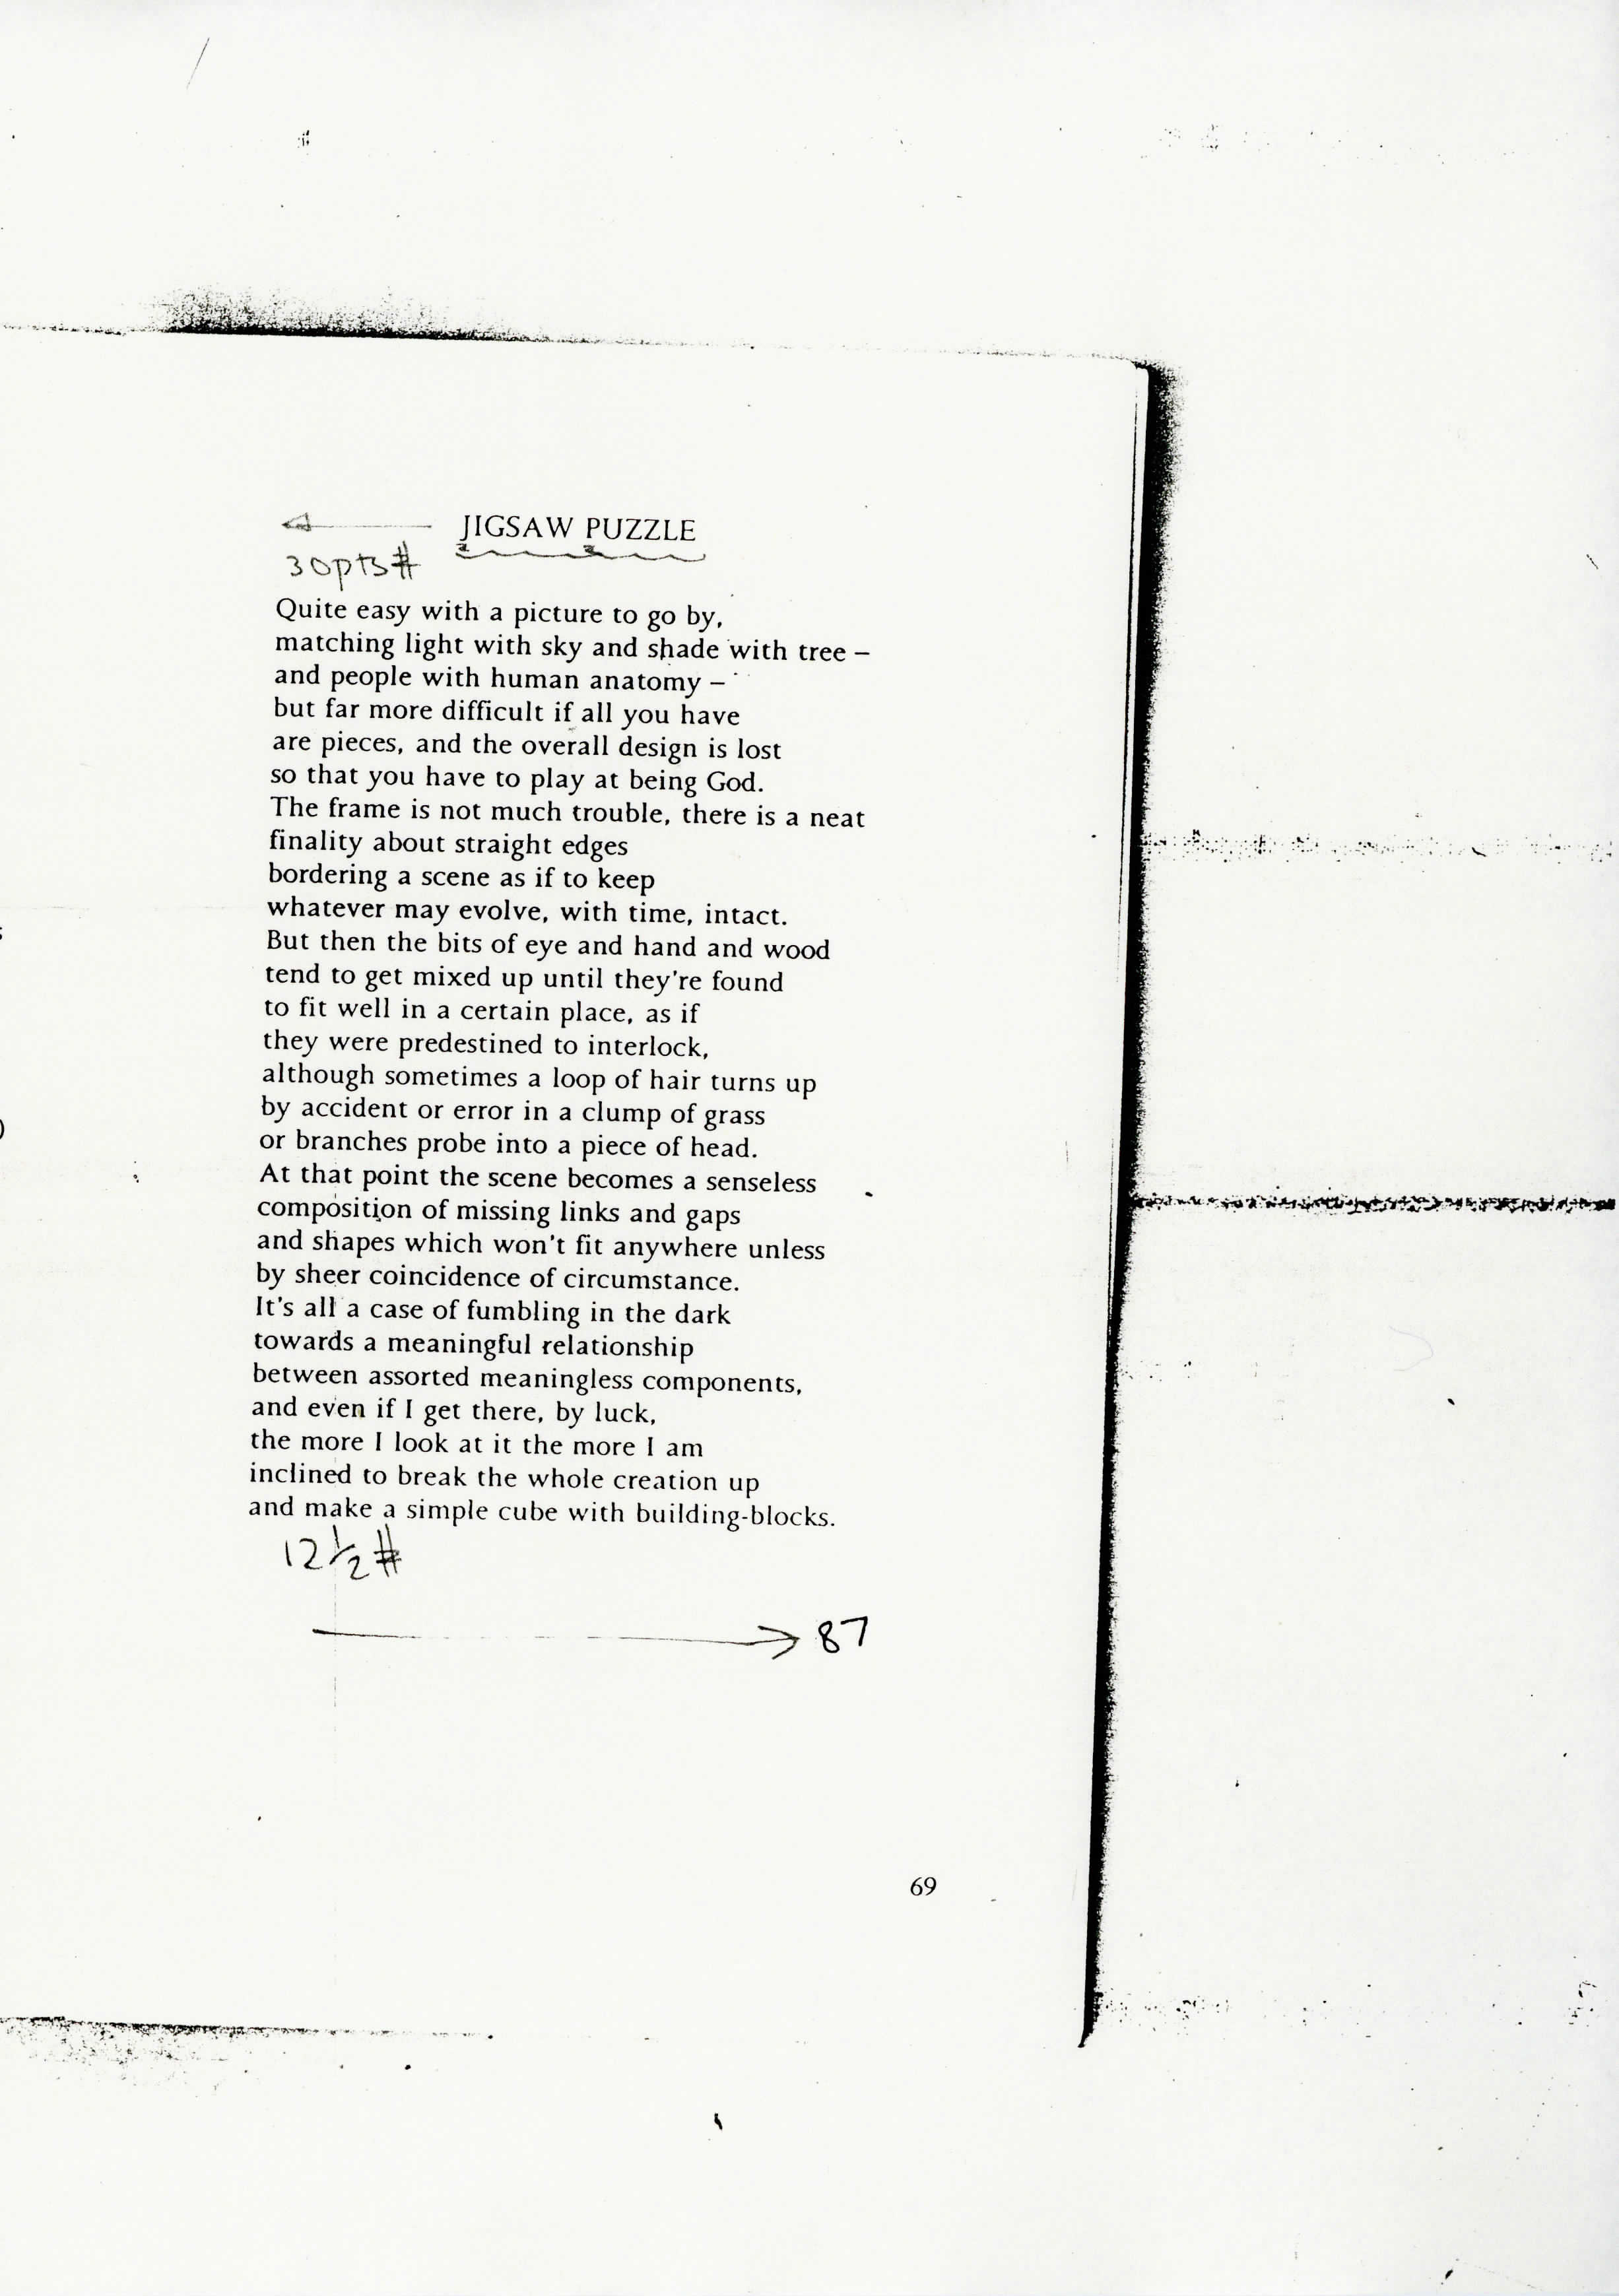 JIGSAW PUZZLE
30pts#
Quite easy with a picture to go by,
matching light with sky and shade with tree –
and people with human anatomy –
but far more difficult if all you have
are pieces, and the overall design is lost
so that you have to play at being God.
The frame is not much trouble, there is a neat
finality about straight edges
bordering a scene as if to keep
whatever may evolve, with time, intact.
But then the bits of eye and hand and wood
tend to get mixed up until they're found
to fit well in a certain place, as if
they were predestined to interlock,
although sometimes a loop of hair turns up
by accident or error in a clump of grass
or branches probe into a piece of head.
At that point the scene becomes a senseless
composition of missing links and gaps
and shapes which won't fit anywhere unless
by sheer coincidence of circumstance.
It's all a case of fumbling in the dark
towards a meaningful relationship
between assorted meaningless components,
and even if I get there, by luck,
the more I look at it the more I am
inclined to break the whole creation up
and make a simple cube with building-blocks.
12½#
87
69